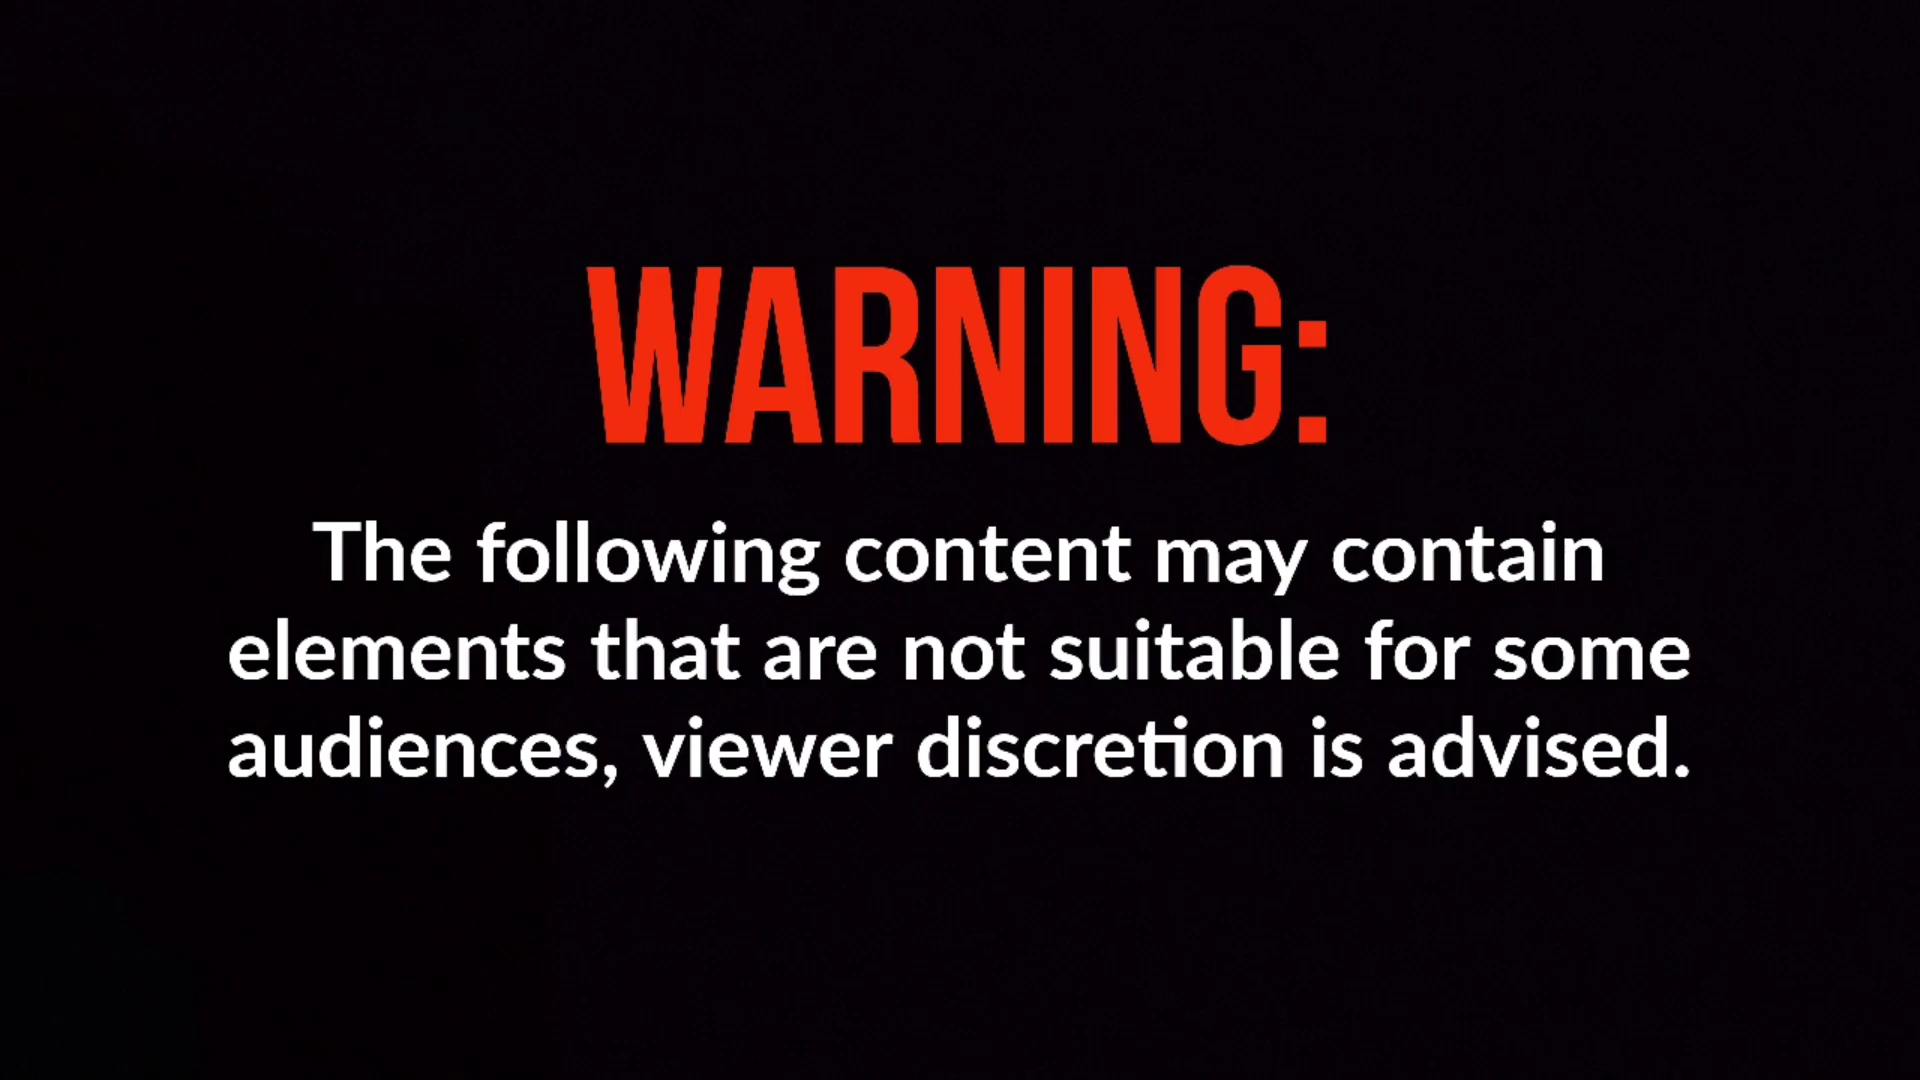 WARNING:
The following content may contain
elements that are not suitable for some
audiences, viewer discretion is advised.